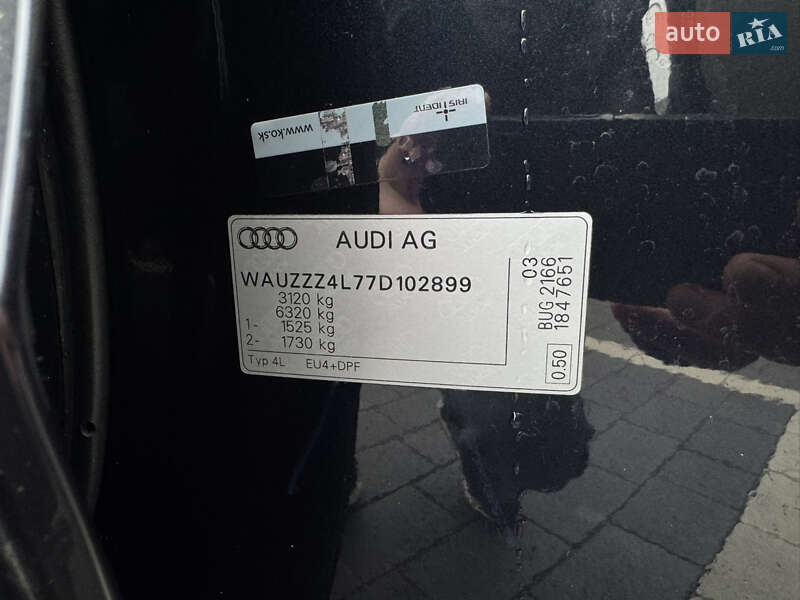 auto RIA
.com
IRIS IDENT
www.ko.sk
AUDI AG
WAUZZZ4L77D102899
3120 kg
6320 kg
1- 1525 kg
2- 1730 kg
Typ 4L EU4+DPF
03
BUG 2166
1847651
0.50